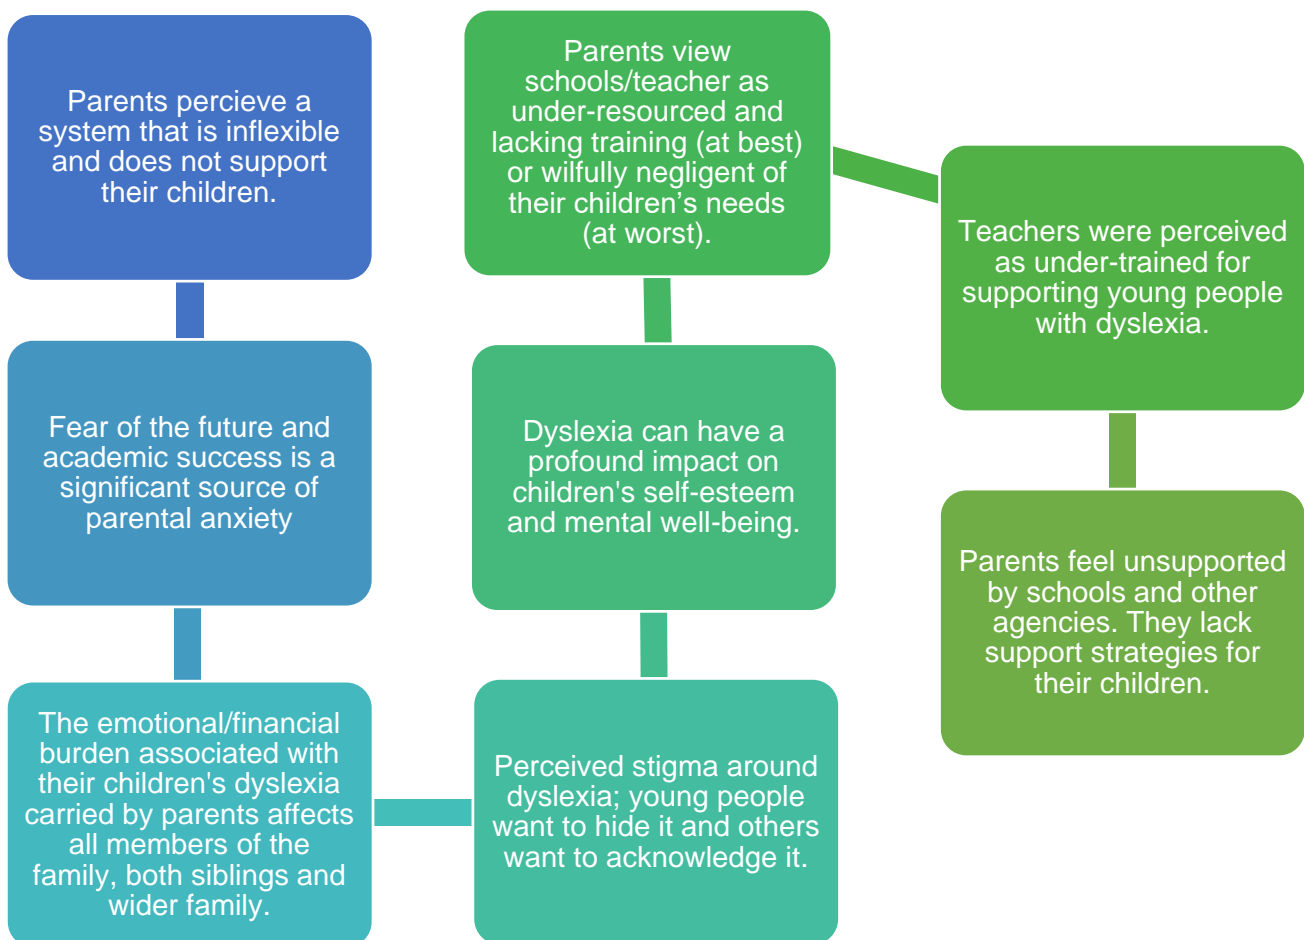 Parents percieve a
system that is inflexible
and does not support
their children.
Fear of the future and
academic success is a
significant source of
parental anxiety
The emotional/financial
burden associated with
their children's dyslexia
carried by parents affects
all members of the
family, both siblings and
wider family.
Perceived stigma around
dyslexia; young people
want to hide it and others
want to acknowledge it.
Dyslexia can have a
profound impact on
children's self-esteem
and mental well-being.
Parents view
schools/teacher as
under-resourced and
lacking training (at best)
or wilfully negligent of
their children’s needs
(at worst).
Teachers were perceived
as under-trained for
supporting young people
with dyslexia.
Parents feel unsupported
by schools and other
agencies. They lack
support strategies for
their children.